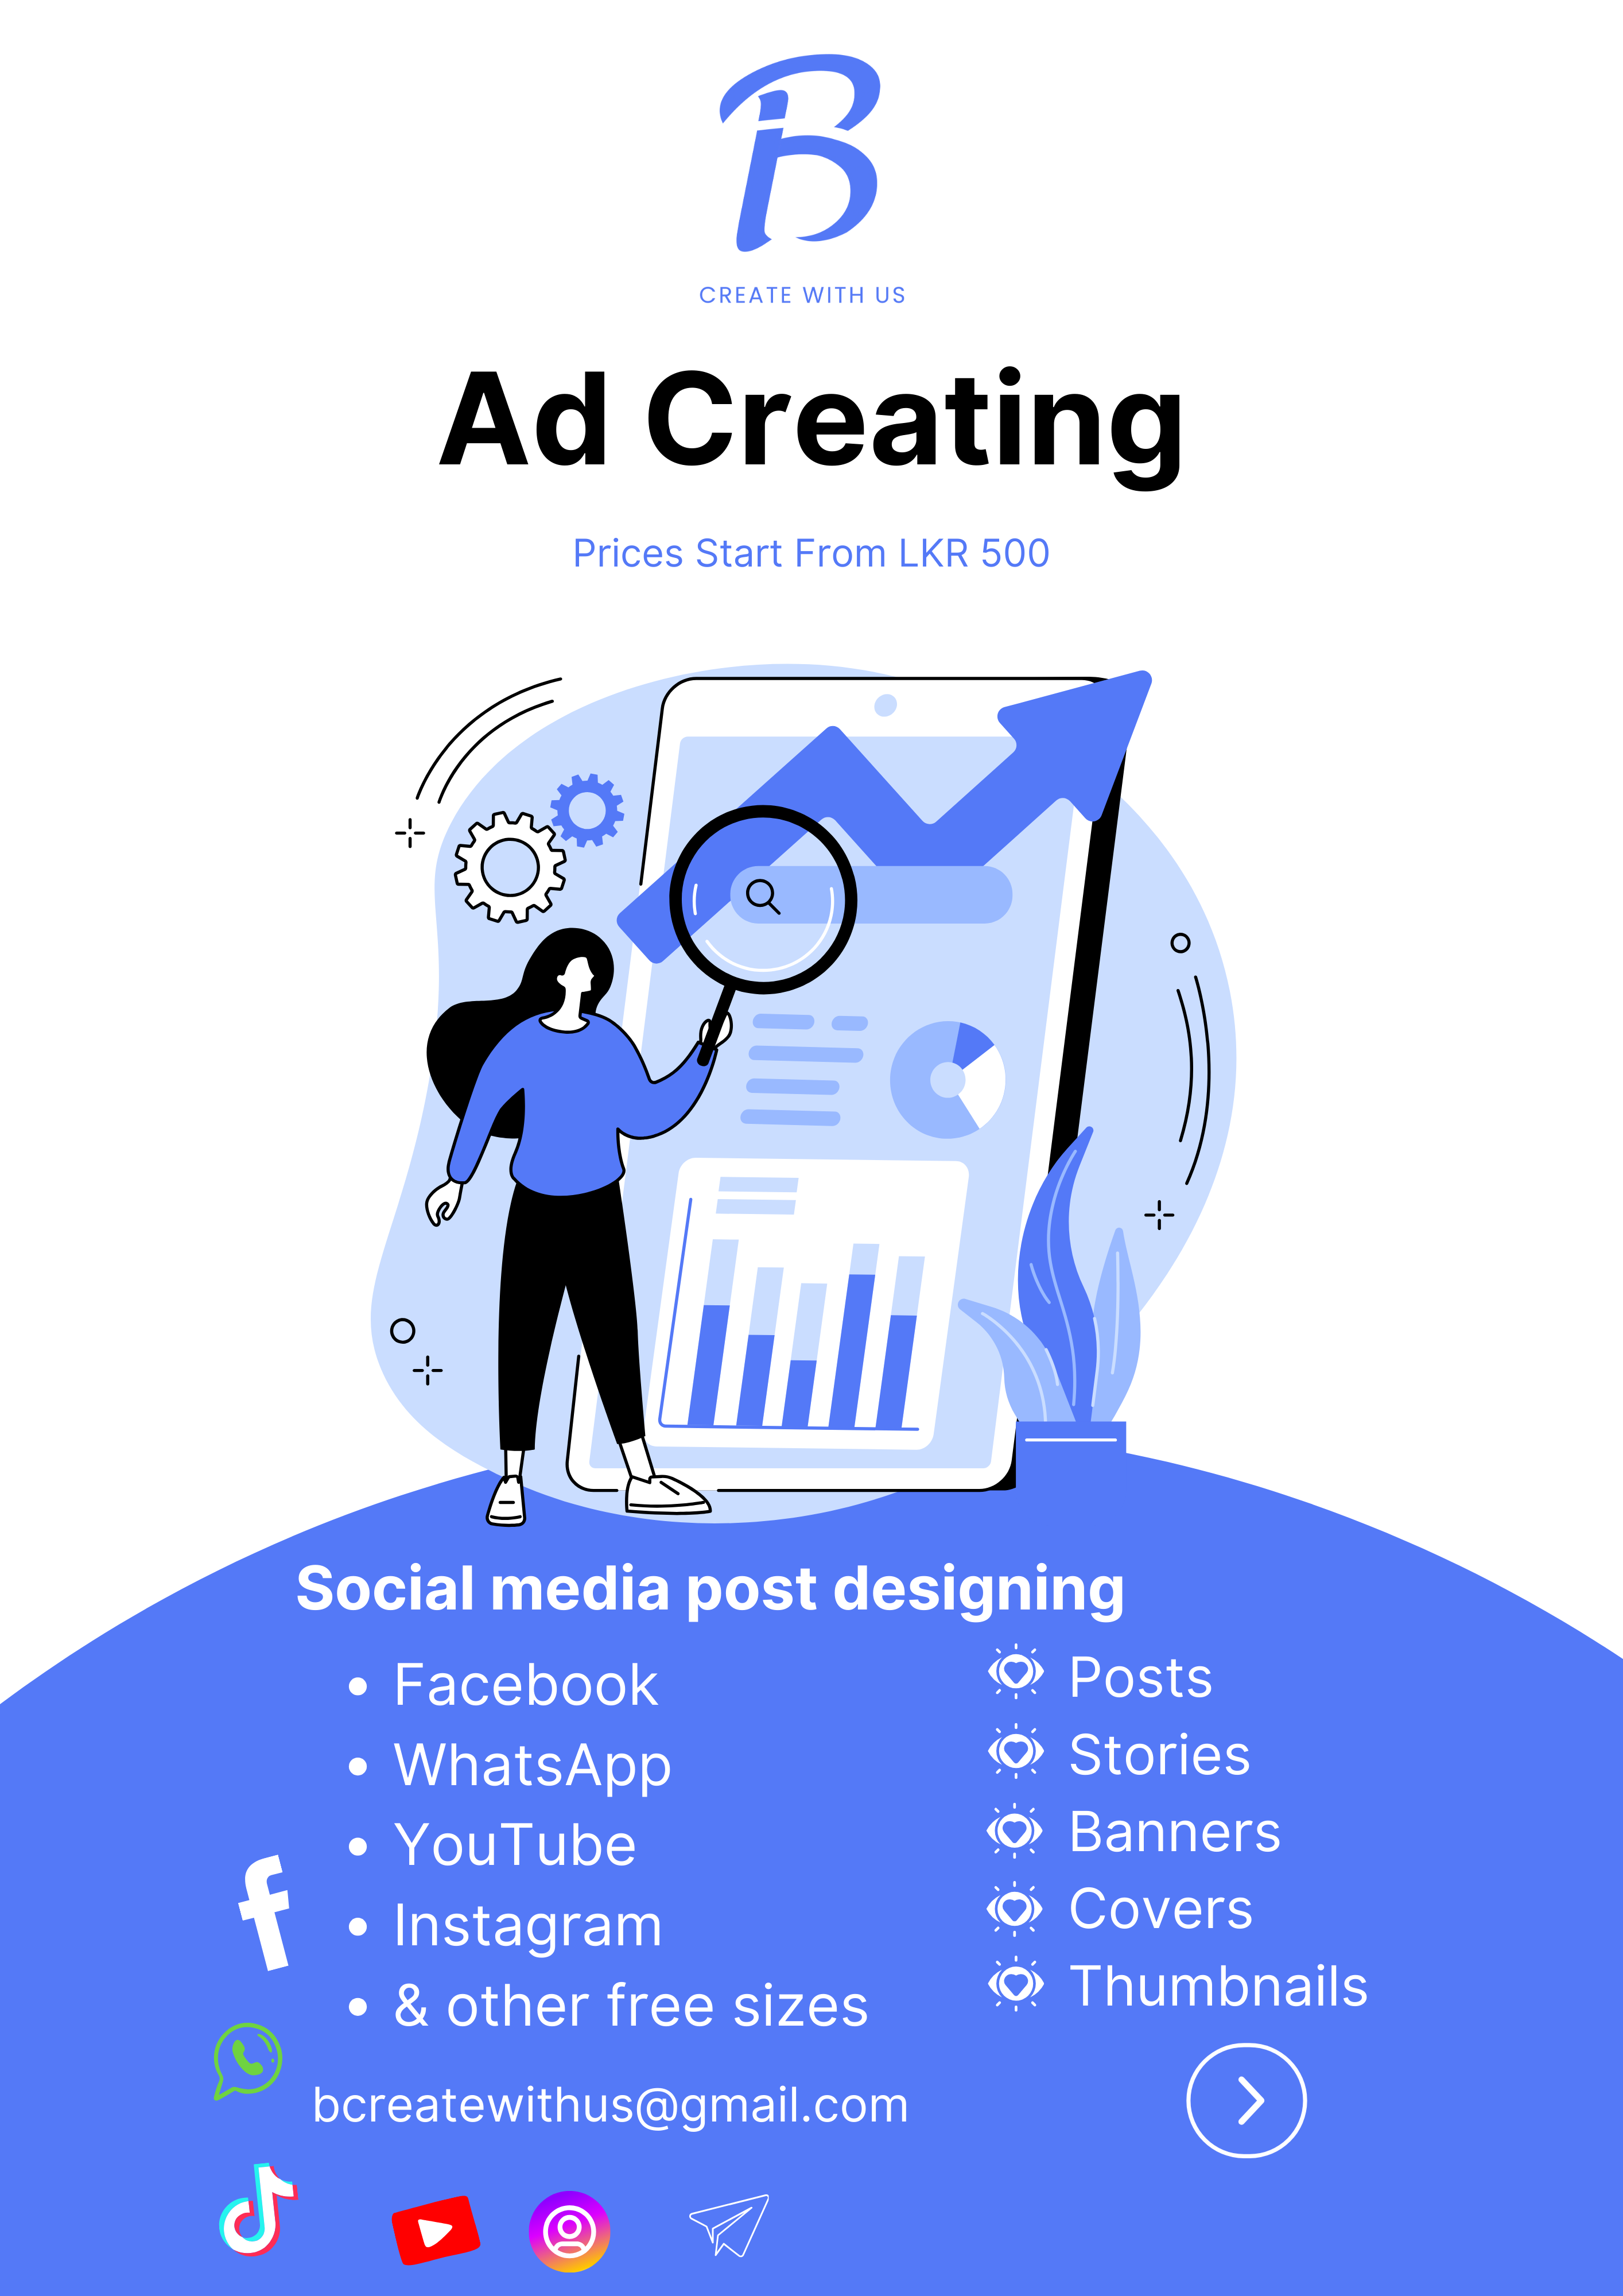 B
CREATE WITH US
Ad Creating
Prices Start From LKR 500
Social media post designing
• Facebook
• WhatsApp
• YouTube
• Instagram
• & other free sizes
Posts
Stories
Banners
Covers
Thumbnails
bcreatewithus@gmail.com